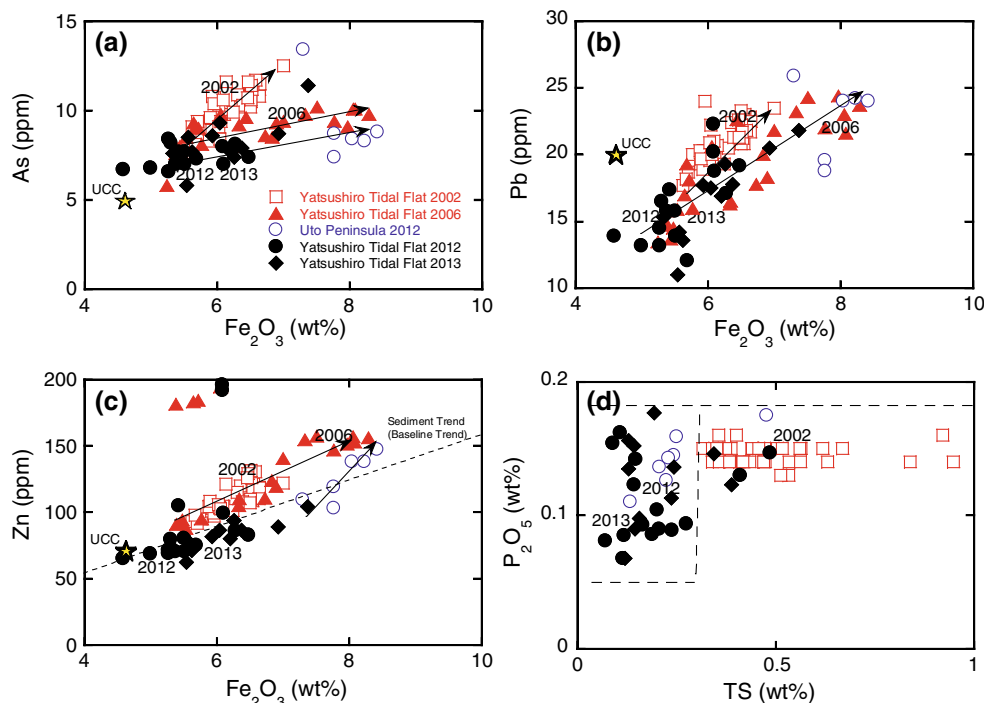 (a)
15
10
5
0
4
6
8
10
As (ppm)
Fe₂O₃ (wt%)
2002
2006
2012
2013
UCC
Yatsushiro Tidal Flat 2002
Yatsushiro Tidal Flat 2006
Uto Peninsula 2012
Yatsushiro Tidal Flat 2012
Yatsushiro Tidal Flat 2013
(b)
30
25
20
15
10
4
6
8
10
Pb (ppm)
Fe₂O₃ (wt%)
2002
2006
2012
2013
UCC
(c)
200
150
100
50
0
4
6
8
10
Zn (ppm)
Fe₂O₃ (wt%)
Sediment Trend
(Baseline Trend)
2006
2002
UCC
2012
2013
(d)
0.2
0.1
0
0
0.5
1
P₂O₅ (wt%)
TS (wt%)
2002
2012
2013